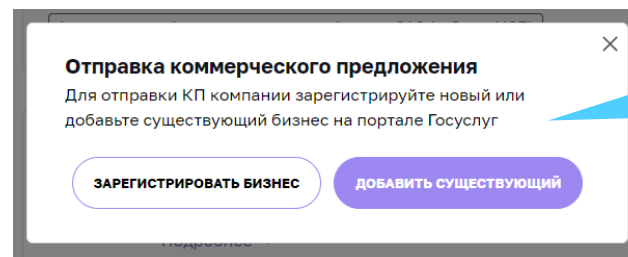 Отправка коммерческого предложения
Для отправки КП компании зарегистрируйте новый или
добавьте существующий бизнес на портале Госуслуг
ЗАРЕГИСТРИРОВАТЬ БИЗНЕС
ДОБАВИТЬ СУЩЕСТВУЮЩИЙ